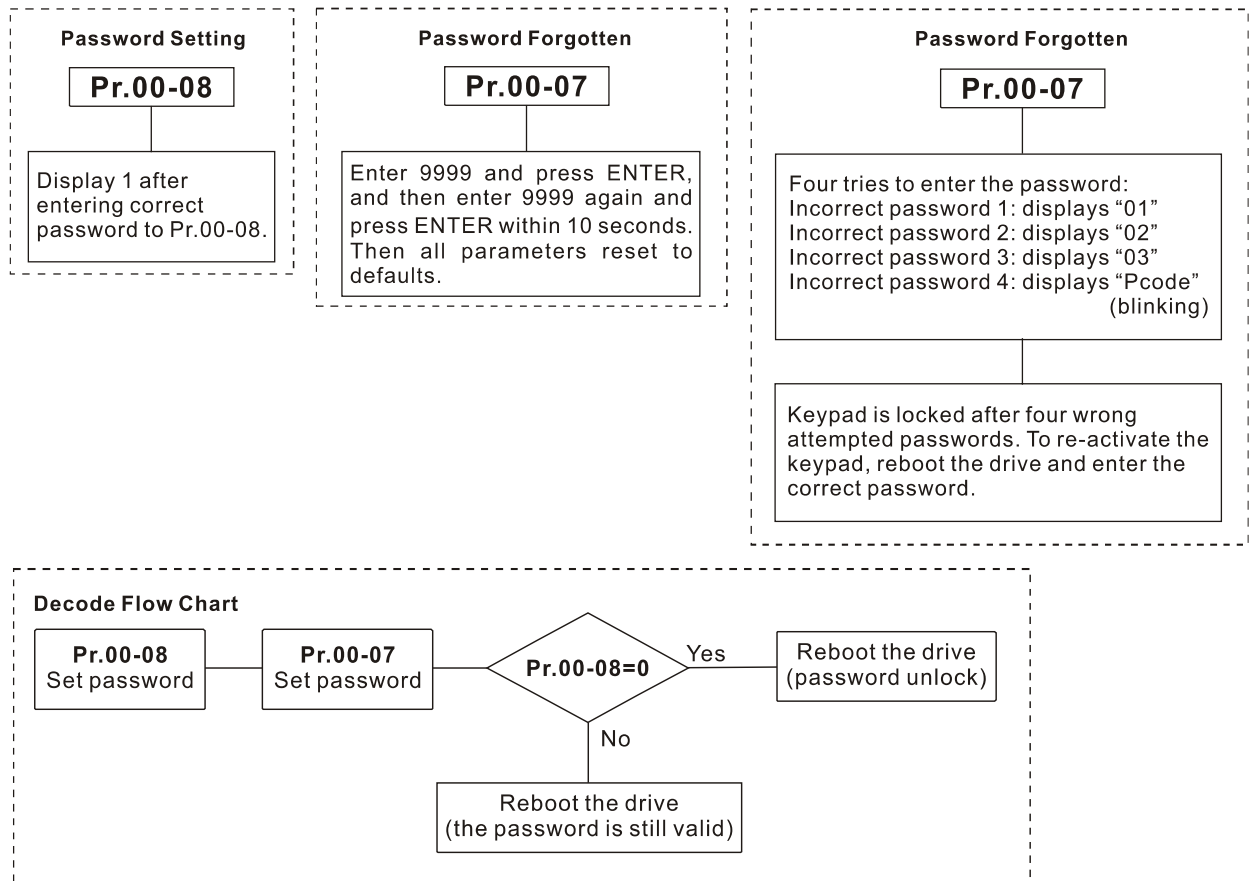 Password Setting
Pr.00-08
Display 1 after
entering correct
password to Pr.00-08.
Password Forgotten
Pr.00-07
Enter 9999 and press ENTER,
and then enter 9999 again and
press ENTER within 10 seconds.
Then all parameters reset to
defaults.
Password Forgotten
Pr.00-07
Four tries to enter the password:
Incorrect password 1: displays “01”
Incorrect password 2: displays “02”
Incorrect password 3: displays “03”
Incorrect password 4: displays “Pcode”
(blinking)
Keypad is locked after four wrong
attempted passwords. To re-activate the
keypad, reboot the drive and enter the
correct password.
Decode Flow Chart
Pr.00-08
Set password
Pr.00-07
Set password
Pr.00-08=0
Yes
Reboot the drive
(password unlock)
No
Reboot the drive
(the password is still valid)